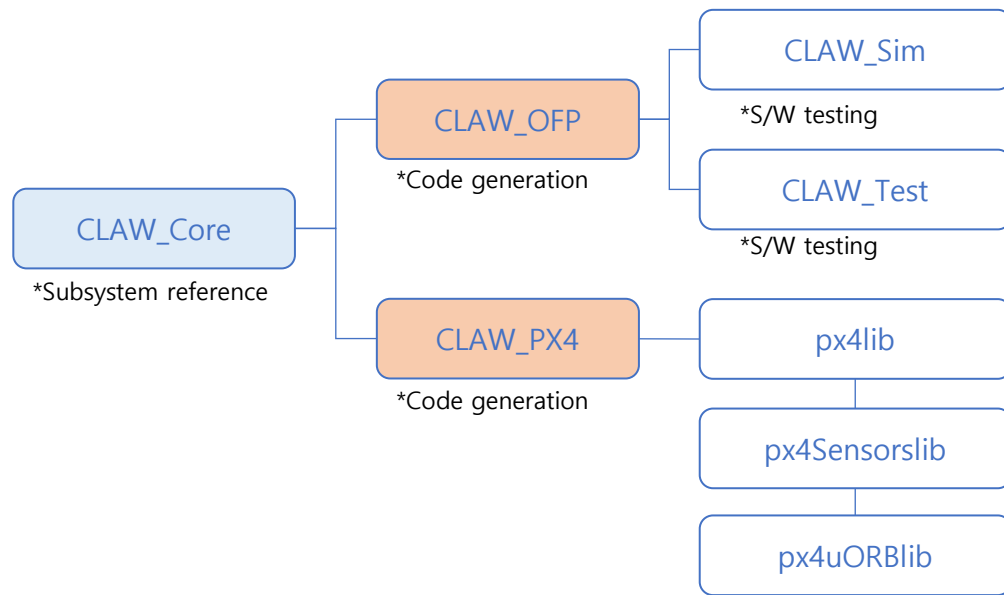 CLAW_Core
*Subsystem reference
CLAW_OFP
*Code generation
CLAW_Sim
*S/W testing
CLAW_Test
*S/W testing
CLAW_PX4
*Code generation
px4lib
px4Sensorslib
px4uORBlib